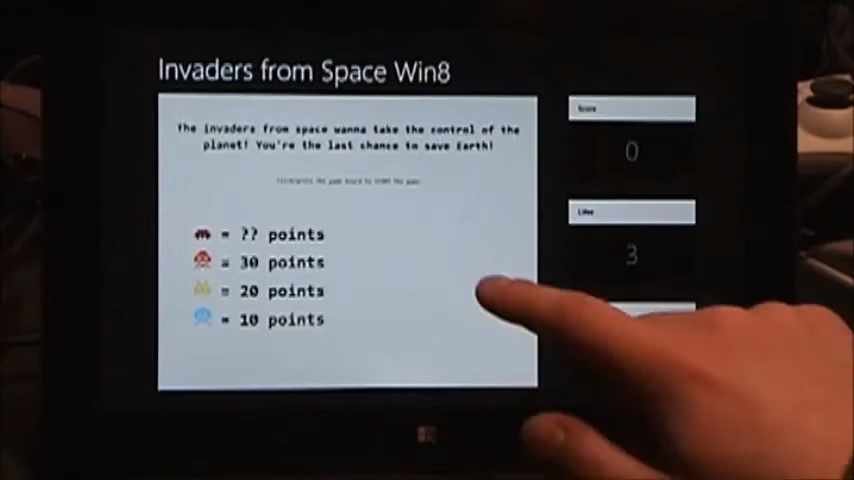 Invaders from Space Win8
The invaders from space wanna take the control of the
planet! You're the last chance to save Earth!
= ?? points
= 30 points
= 20 points
= 10 points
Score
0
Lives
3